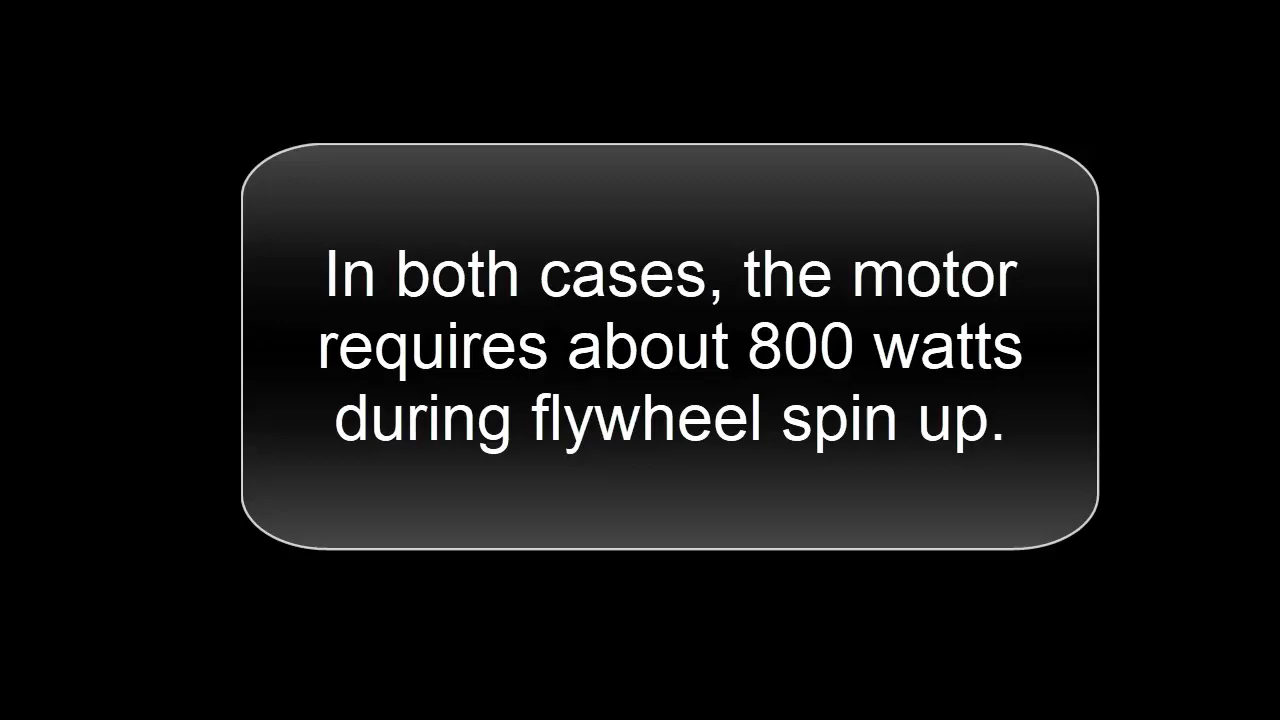 In both cases, the motor
requires about 800 watts
during flywheel spin up.